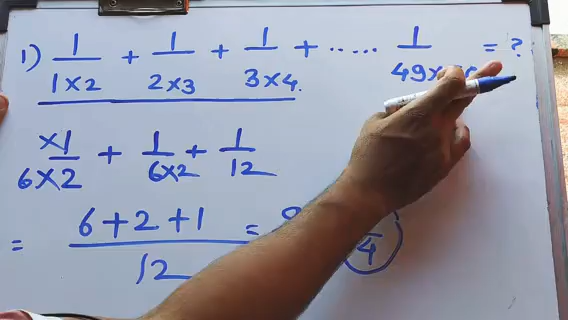 1) 1/(1×2) + 1/(2×3) + 1/(3×4) + ..... 1/(49× = ?
×1/(6×2) + 1/(6×2) + 1/12
= (6+2+1)/12 = 4